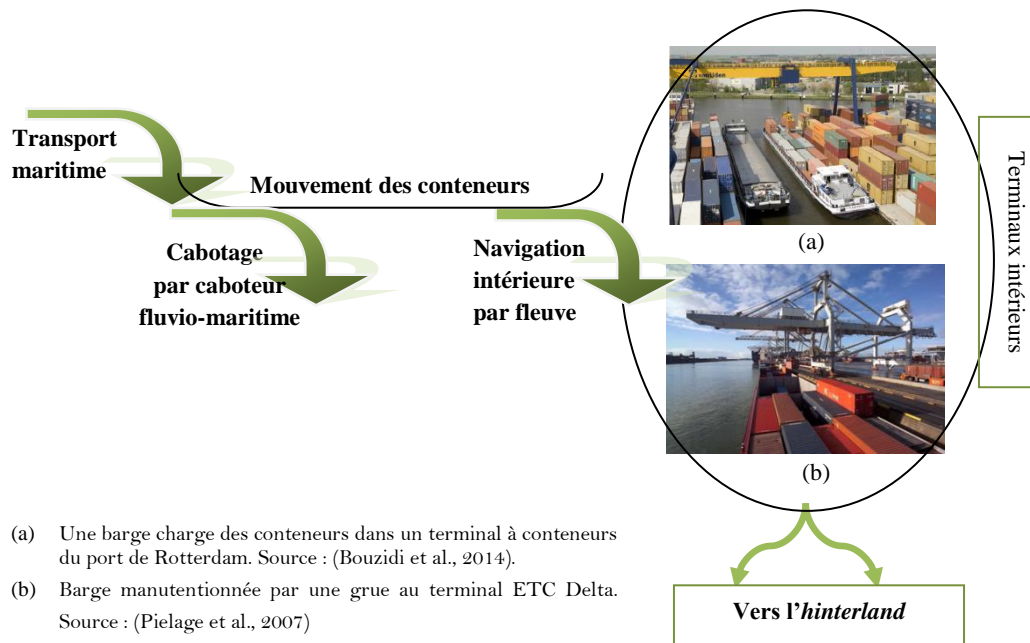 Transport
maritime
Mouvement des conteneurs
Cabotage
par caboteur
fluvio-maritime
Navigation
intérieure
par fleuve
(a)
(b)
Terminaux intérieurs
(a) Une barge charge des conteneurs dans un terminal à conteneurs
du port de Rotterdam. Source : (Bouzidi et al., 2014).
(b) Barge manutentionnée par une grue au terminal ETC Delta.
Source : (Pielage et al., 2007)
Vers l'hinterland